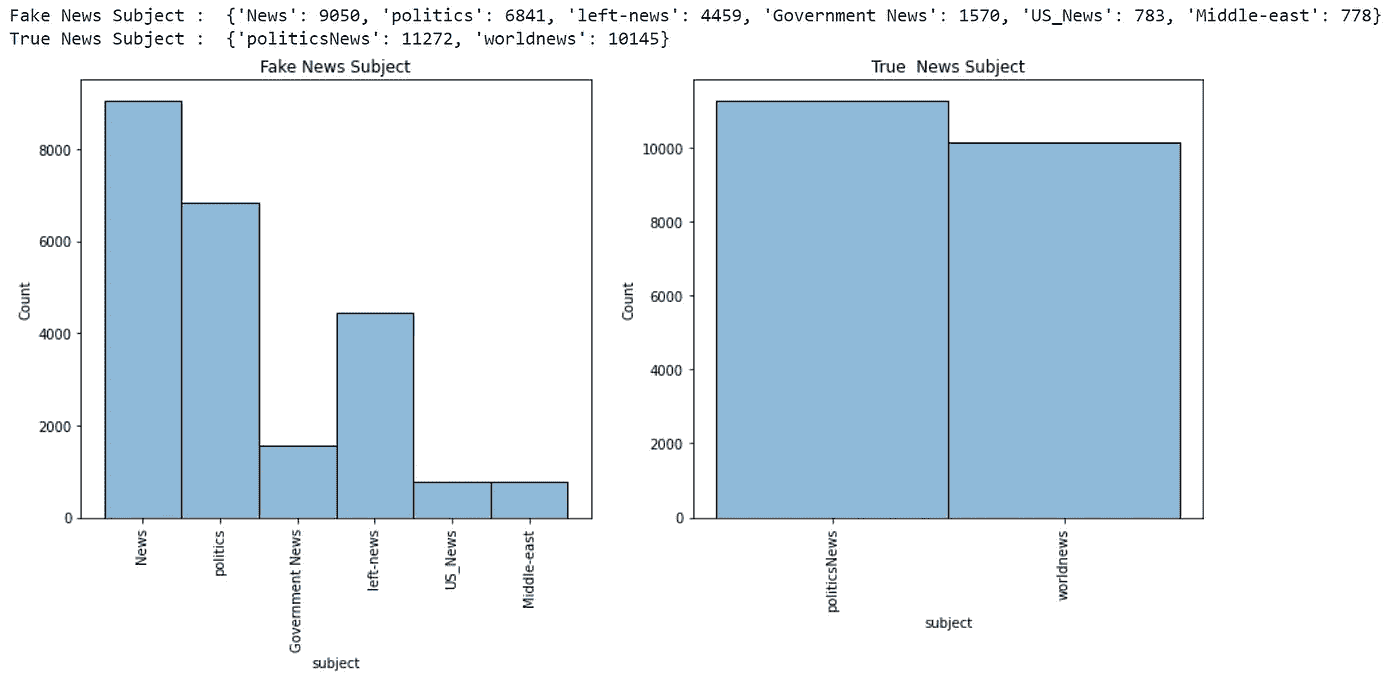 Fake News Subject :  {'News': 9050, 'politics': 6841, 'left-news': 4459, 'Government News': 1570, 'US_News': 783, 'Middle-east': 778}
True News Subject :  {'politicsNews': 11272, 'worldnews': 10145}
Fake News Subject
8000
6000
4000
2000
0
Count
News
politics
Government News
left-news
US_News
Middle-east
subject
True  News Subject
10000
8000
6000
4000
2000
0
Count
politicsNews
worldnews
subject